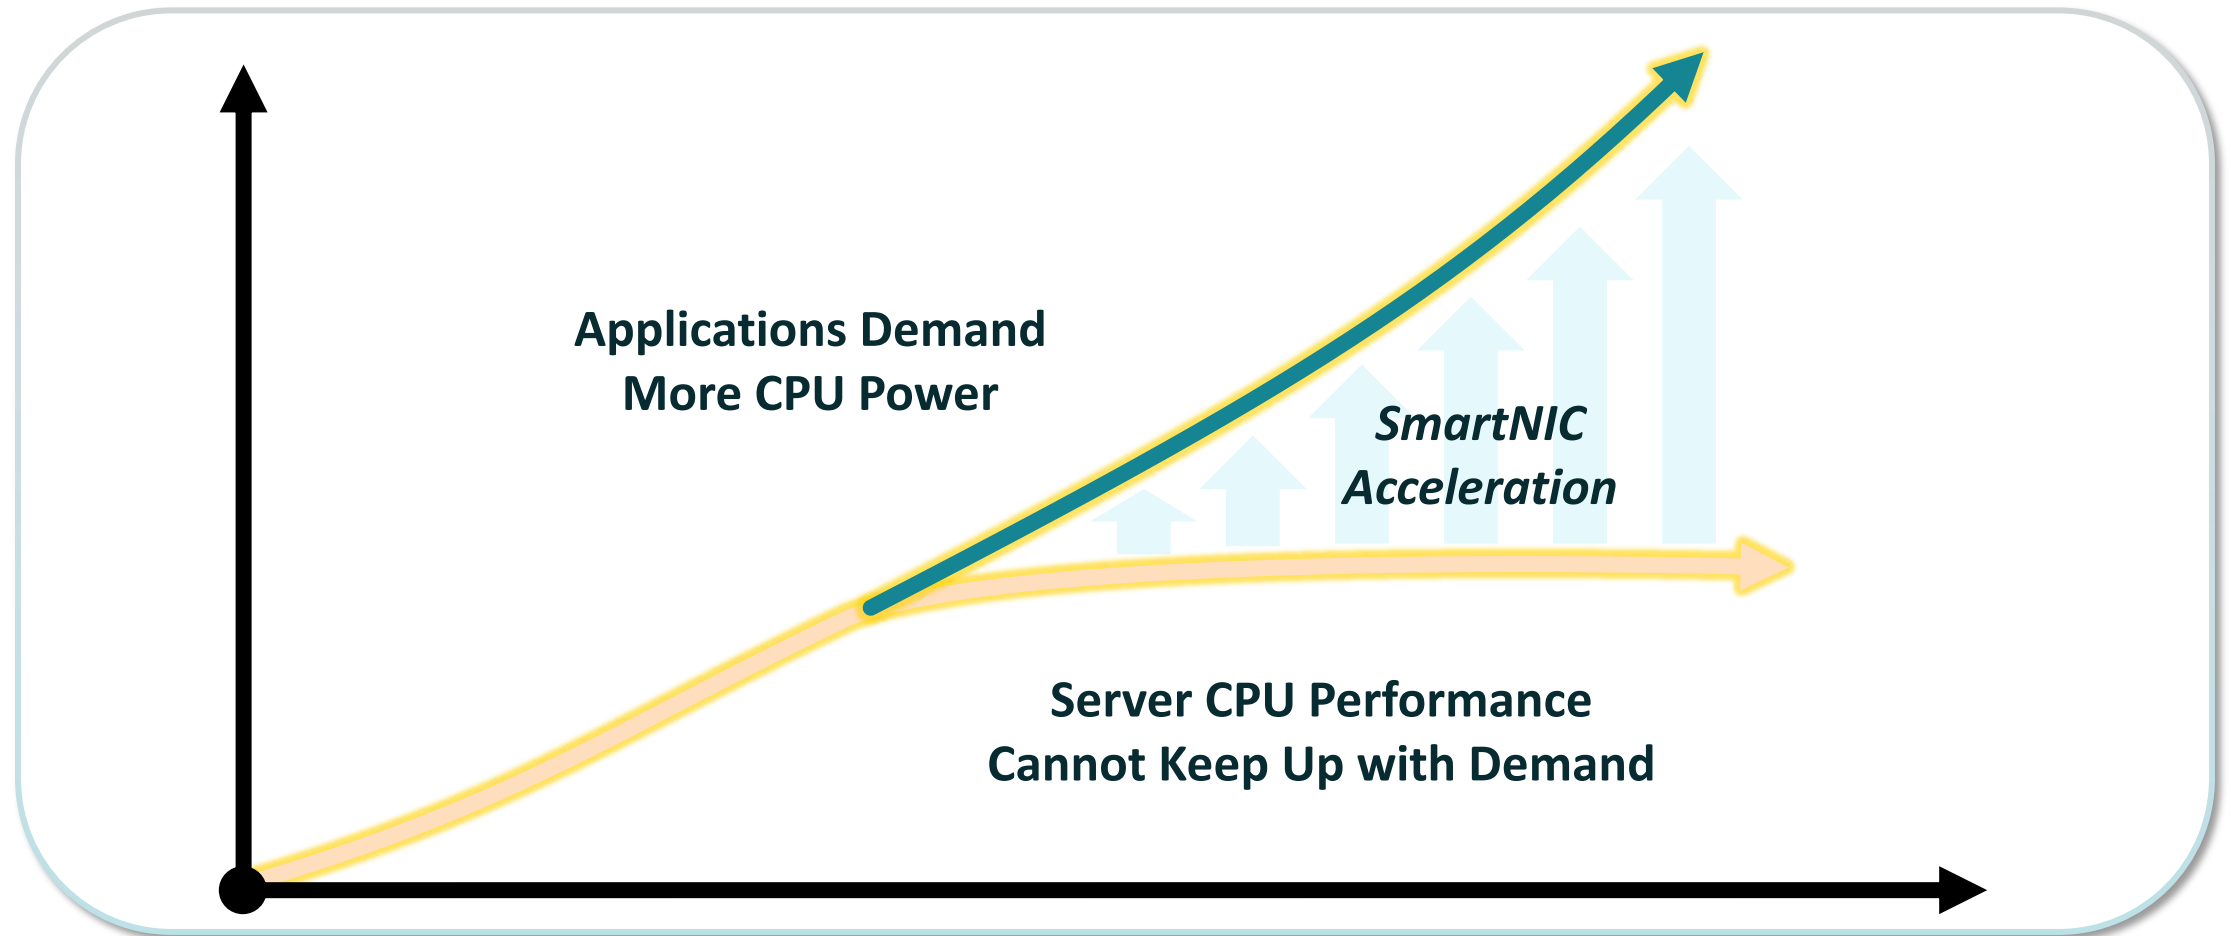 Applications Demand
More CPU Power
SmartNIC
Acceleration
Server CPU Performance
Cannot Keep Up with Demand